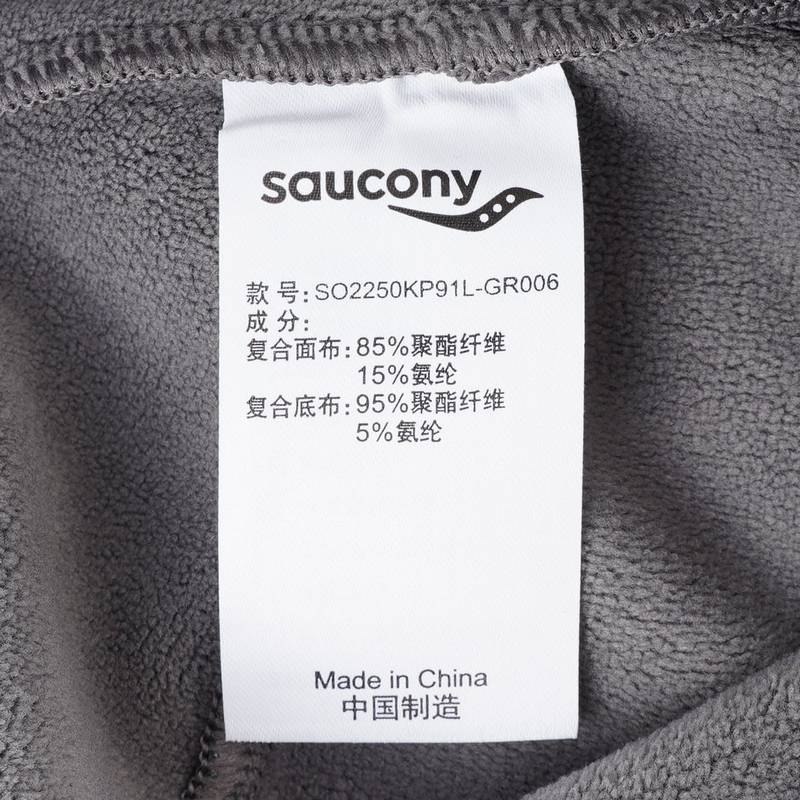 saucony
款 号: SO2250KP91L-GR006
成 分:
复合面布: 85%聚酯纤维
15%氨纶
复合底布: 95%聚酯纤维
5%氨纶
Made in China
中国制造